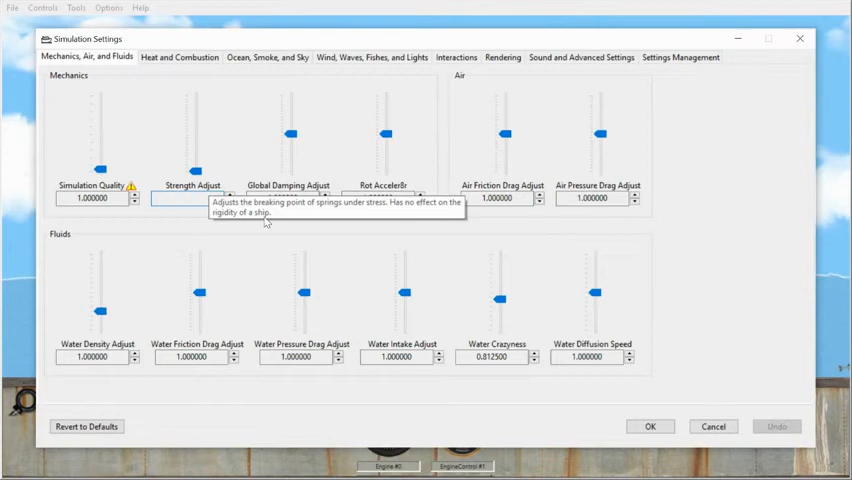 File Controls Tools Options Help
Simulation Settings
Mechanics, Air, and Fluids Heat and Combustion Ocean, Smoke, and Sky Wind, Waves, Fishes, and Lights Interactions Rendering Sound and Advanced Settings Settings Management
Mechanics Air
Simulation Quality Strength Adjust Global Damping Adjust Rot Acceler8r Air Friction Drag Adjust Air Pressure Drag Adjust
1.000000 1.000000 1.000000
Adjusts the breaking point of springs under stress. Has no effect on the
rigidity of a ship.
Fluids
Water Density Adjust Water Friction Drag Adjust Water Pressure Drag Adjust Water Intake Adjust Water Crazyness Water Diffusion Speed
1.000000 1.000000 1.000000 1.000000 0.812500 1.000000
Revert to Defaults OK Cancel Undo
Engine #0 EngineControl #1